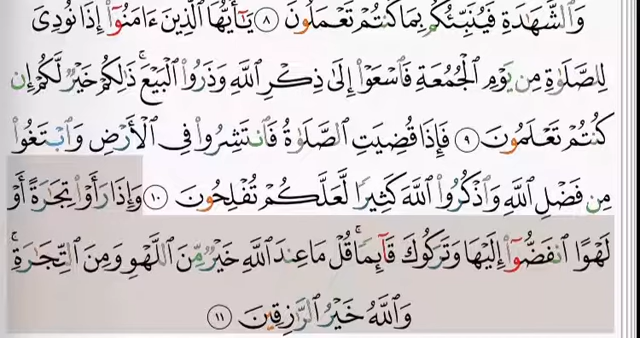 وَٱلشَّهَٰدَةِ فَيُنَبِّئُكُم بِمَا كُنتُمْ تَعْمَلُونَ ٨ يَٰٓأَيُّهَا ٱلَّذِينَ ءَامَنُوٓا۟ إِذَا نُودِىَ
لِلصَّلَوٰةِ مِن يَوْمِ ٱلْجُمُعَةِ فَٱسْعَوْا۟ إِلَىٰ ذِكْرِ ٱللَّهِ وَذَرُوا۟ ٱلْبَيْعَ ۚ ذَٰلِكُمْ خَيْرٌ لَّكُمْ إِن
كُنتُمْ تَعْلَمُونَ ٩ فَإِذَا قُضِيَتِ ٱلصَّلَوٰةُ فَٱنتَشِرُوا۟ فِى ٱلْأَرْضِ وَٱبْتَغُوا۟
مِن فَضْلِ ٱللَّهِ وَٱذْكُرُوا۟ ٱللَّهَ كَثِيرًا لَّعَلَّكُمْ تُفْلِحُونَ ١٠ وَإِذَا رَأَوْا۟ تِجَٰرَةً أَوْ
لَهْوًا ٱنفَضُّوٓا۟ إِلَيْهَا وَتَرَكُوكَ قَآئِمًا ۚ قُلْ مَا عِندَ ٱللَّهِ خَيْرٌ مِّنَ ٱللَّهْوِ وَمِنَ ٱلتِّجَٰرَةِ ۚ
وَٱللَّهُ خَيْرُ ٱلرَّٰزِقِينَ ١١